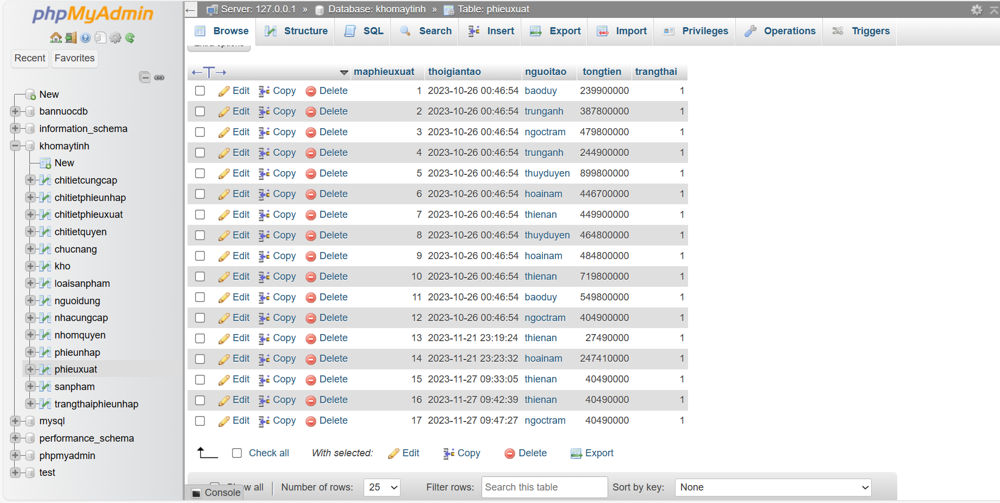 phpMyAdmin
Recent Favorites
New
bannuocdb
information_schema
khomaytinh
New
chitietcungcap
chitietphieunhap
chitietphieuxuat
chitietquyen
chucnang
kho
loaisanpham
nguoidung
nhacungcap
nhomquyen
phieunhap
phieuxuat
sanpham
trangthaiphieunhap
mysql
performance_schema
phpmyadmin
test
Server: 127.0.0.1 » Database: khomaytinh » Table: phieuxuat
Browse Structure SQL Search Insert Export Import Privileges Operations Triggers
Extra options
maphieuxuat thoigiantao nguoitao tongtien trangthai
Edit Copy Delete 1 2023-10-26 00:46:54 baoduy 239900000 1
Edit Copy Delete 2 2023-10-26 00:46:54 trunganh 387800000 1
Edit Copy Delete 3 2023-10-26 00:46:54 ngoctram 479800000 1
Edit Copy Delete 4 2023-10-26 00:46:54 trunganh 244900000 1
Edit Copy Delete 5 2023-10-26 00:46:54 thuyduyen 899800000 1
Edit Copy Delete 6 2023-10-26 00:46:54 hoainam 446700000 1
Edit Copy Delete 7 2023-10-26 00:46:54 thienan 449900000 1
Edit Copy Delete 8 2023-10-26 00:46:54 thuyduyen 464800000 1
Edit Copy Delete 9 2023-10-26 00:46:54 hoainam 484800000 1
Edit Copy Delete 10 2023-10-26 00:46:54 thienan 719800000 1
Edit Copy Delete 11 2023-10-26 00:46:54 baoduy 549800000 1
Edit Copy Delete 12 2023-10-26 00:46:54 ngoctram 404900000 1
Edit Copy Delete 13 2023-11-21 23:19:24 thienan 27490000 1
Edit Copy Delete 14 2023-11-21 23:23:32 hoainam 247410000 1
Edit Copy Delete 15 2023-11-27 09:33:05 thienan 40490000 1
Edit Copy Delete 16 2023-11-27 09:42:39 thienan 40490000 1
Edit Copy Delete 17 2023-11-27 09:47:27 ngoctram 40490000 1
Check all With selected: Edit Copy Delete Export
Show all Number of rows: 25 Filter rows: Search this table Sort by key: None
Console